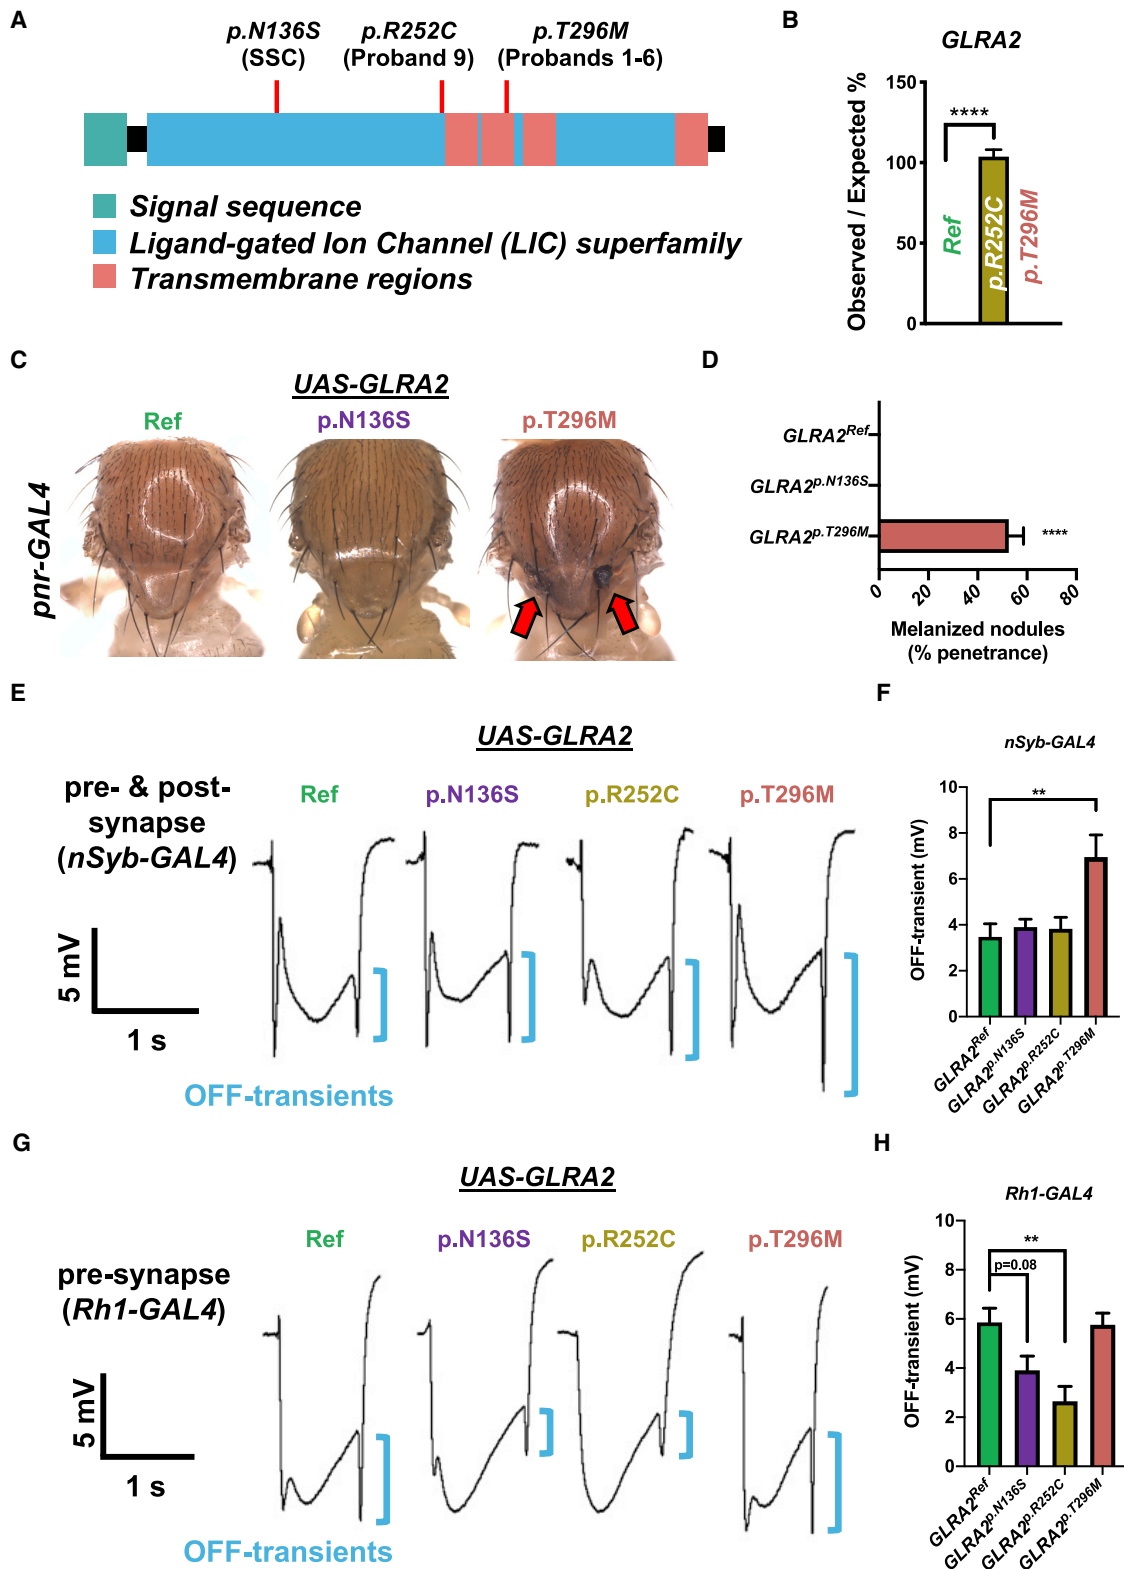 A
p.N136S
(SSC)
p.R252C
(Proband 9)
p.T296M
(Probands 1-6)
Signal sequence
Ligand-gated Ion Channel (LIC) superfamily
Transmembrane regions
B
GLRA2
Observed / Expected %
150
100
50
0
****
Ref
p.R252C
p.T296M
C
UAS-GLRA2
Ref
p.N136S
p.T296M
pnr-GAL4
D
GLRA2Ref
GLRA2p.N136S
GLRA2p.T296M
****
0
20
40
60
80
Melanized nodules
(% penetrance)
E
UAS-GLRA2
pre- & post-
synapse
(nSyb-GAL4)
Ref
p.N136S
p.R252C
p.T296M
5 mV
1 s
OFF-transients
F
nSyb-GAL4
OFF-transient (mV)
10
8
6
4
2
0
**
GLRA2Ref
GLRA2p.N136S
GLRA2p.R252C
GLRA2p.T296M
G
UAS-GLRA2
pre-synapse
(Rh1-GAL4)
Ref
p.N136S
p.R252C
p.T296M
5 mV
1 s
OFF-transients
H
Rh1-GAL4
OFF-transient (mV)
10
8
6
4
2
0
**
p=0.08
GLRA2Ref
GLRA2p.N136S
GLRA2p.R252C
GLRA2p.T296M